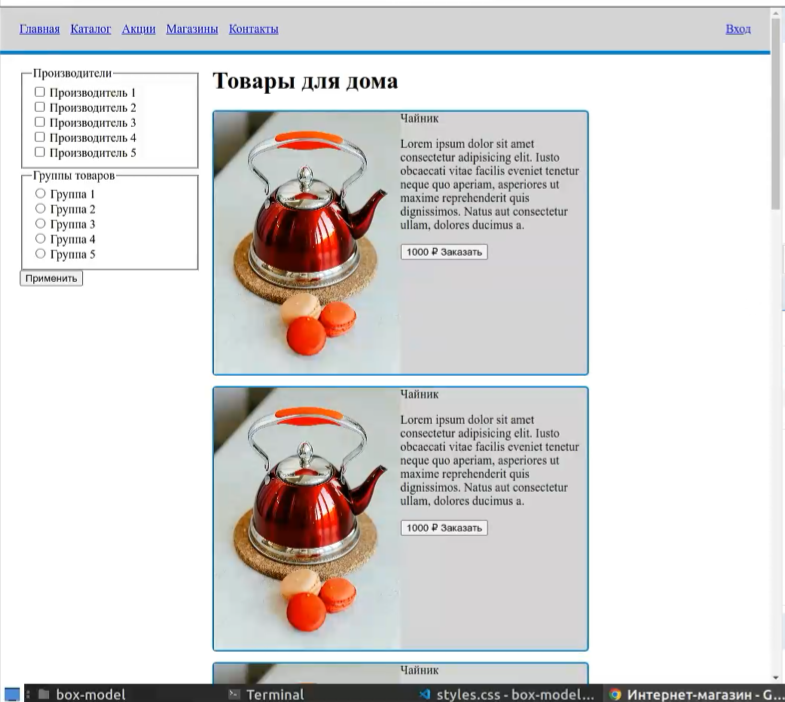 Главная Каталог Акции Магазины Контакты Вход
Производители
Производитель 1
Производитель 2
Производитель 3
Производитель 4
Производитель 5
Группы товаров
Группа 1
Группа 2
Группа 3
Группа 4
Группа 5
Применить
Товары для дома
Чайник
Lorem ipsum dolor sit amet
consectetur adipisicing elit. Iusto
obcaecati vitae facilis eveniet tenetur
neque quo aperiam, asperiores ut
maxime reprehenderit quis
dignissimos. Natus aut consectetur
ullam, dolores ducimus a.
1000 ₽ Заказать
Чайник
Lorem ipsum dolor sit amet
consectetur adipisicing elit. Iusto
obcaecati vitae facilis eveniet tenetur
neque quo aperiam, asperiores ut
maxime reprehenderit quis
dignissimos. Natus aut consectetur
ullam, dolores ducimus a.
1000 ₽ Заказать
Чайник
box-model Terminal styles.css - box-model... Интернет-магазин - G...